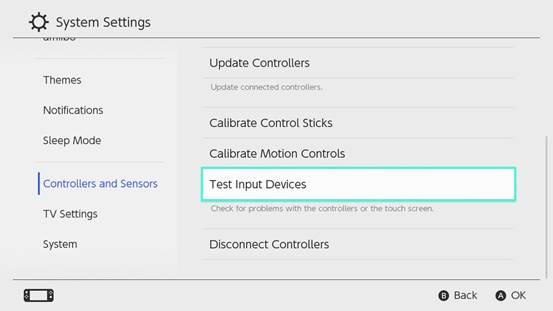 System Settings
amiibo
Themes
Notifications
Sleep Mode
Controllers and Sensors
TV Settings
System
Update Controllers
Update connected controllers.
Calibrate Control Sticks
Calibrate Motion Controls
Test Input Devices
Check for problems with the controllers or the touch screen.
Disconnect Controllers
B Back
A OK